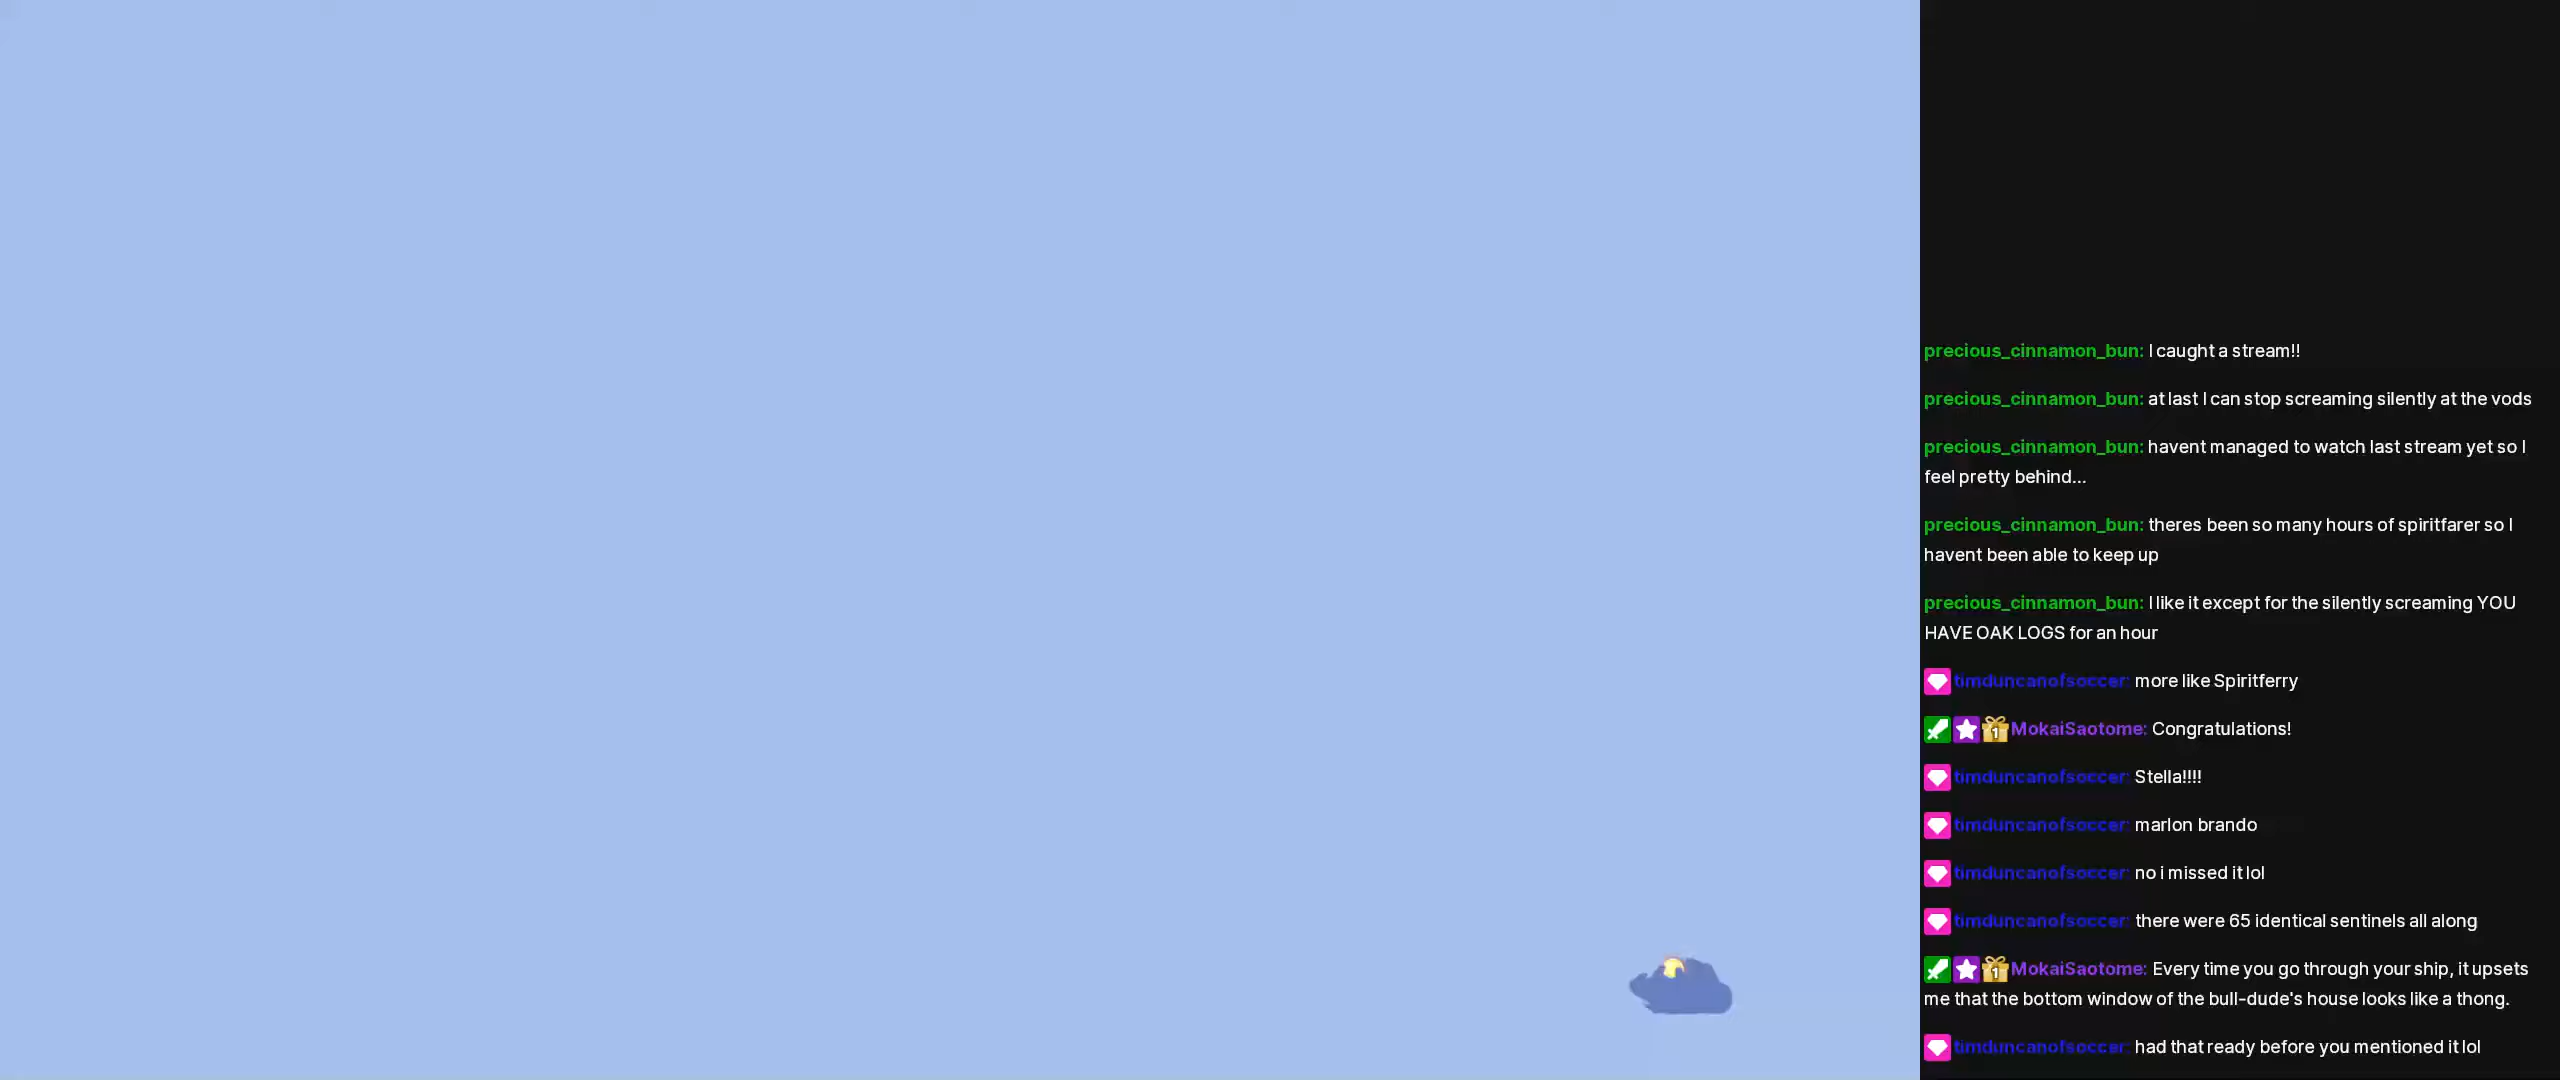 precious_cinnamon_bun: I caught a stream!!
precious_cinnamon_bun: at last I can stop screaming silently at the vods
precious_cinnamon_bun: havent managed to watch last stream yet so I
feel pretty behind...
precious_cinnamon_bun: theres been so many hours of spiritfarer so I
havent been able to keep up
precious_cinnamon_bun: I like it except for the silently screaming YOU
HAVE OAK LOGS for an hour
timduncanofsoccer: more like Spiritferry
1 MokaiSaotome: Congratulations!
timduncanofsoccer: Stella!!!!
timduncanofsoccer: marlon brando
timduncanofsoccer: no i missed it lol
timduncanofsoccer: there were 65 identical sentinels all along
1 MokaiSaotome: Every time you go through your ship, it upsets
me that the bottom window of the bull-dude's house looks like a thong.
timduncanofsoccer: had that ready before you mentioned it lol